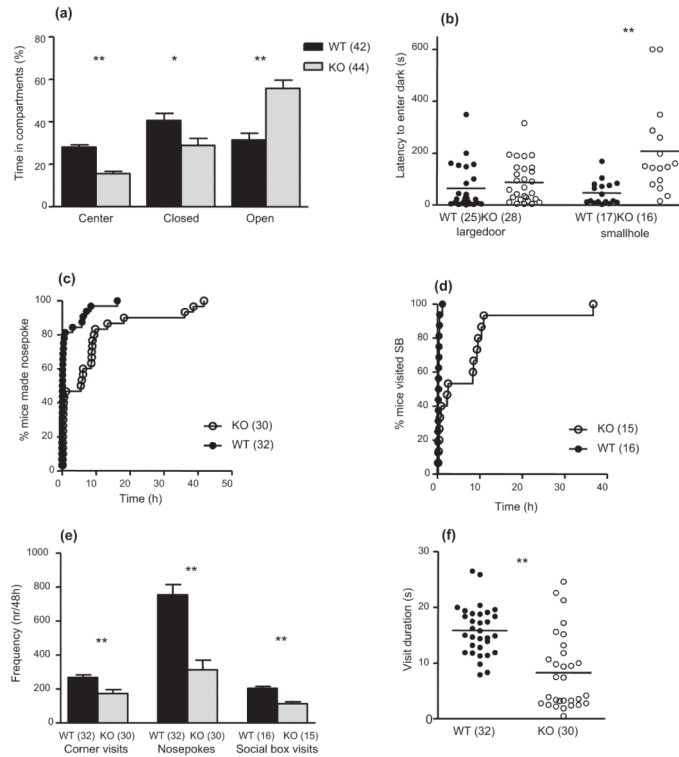 (a)
80
60
40
20
0
Time in compartments (%)
**
*
**
WT (42)
KO (44)
Center
Closed
Open
(b)
600
400
200
0
Latency to enter dark (s)
**
WT (25)KO (28)
largedoor
WT (17)KO (16)
smallhole
(c)
100
80
60
40
20
0
% mice made nosepoke
KO (30)
WT (32)
0 10 20 30 40 50
Time (h)
(d)
100
80
60
40
20
0
% mice visited SB
KO (15)
WT (16)
0 10 20 30 40
Time (h)
(e)
1000
800
600
400
200
0
Frequency (nr/48h)
**
**
**
WT (32) KO (30)
Corner visits
WT (32) KO (30)
Nosepokes
WT (16) KO (15)
Social box visits
(f)
30
20
10
0
Visit duration (s)
**
WT (32)
KO (30)